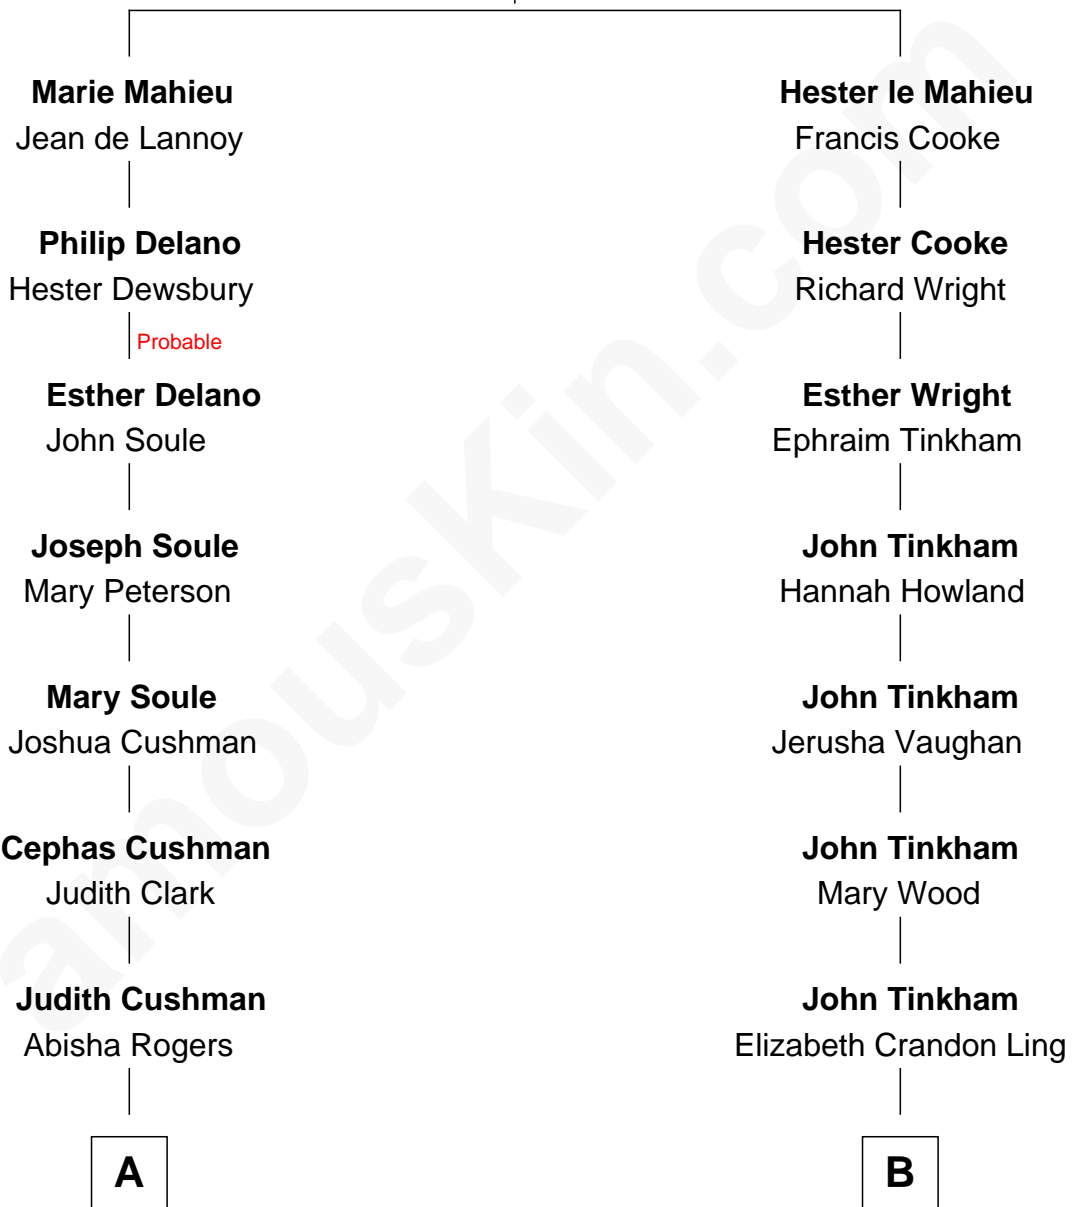 Marie Mahieu
Jean de Lannoy
Philip Delano
Hester Dewsbury
Probable
Esther Delano
John Soule
Joseph Soule
Mary Peterson
Mary Soule
Joshua Cushman
Cephas Cushman
Judith Clark
Judith Cushman
Abisha Rogers
A
Hester le Mahieu
Francis Cooke
Hester Cooke
Richard Wright
Esther Wright
Ephraim Tinkham
John Tinkham
Hannah Howland
John Tinkham
Jerusha Vaughan
John Tinkham
Mary Wood
John Tinkham
Elizabeth Crandon Ling
B
amouskin.com